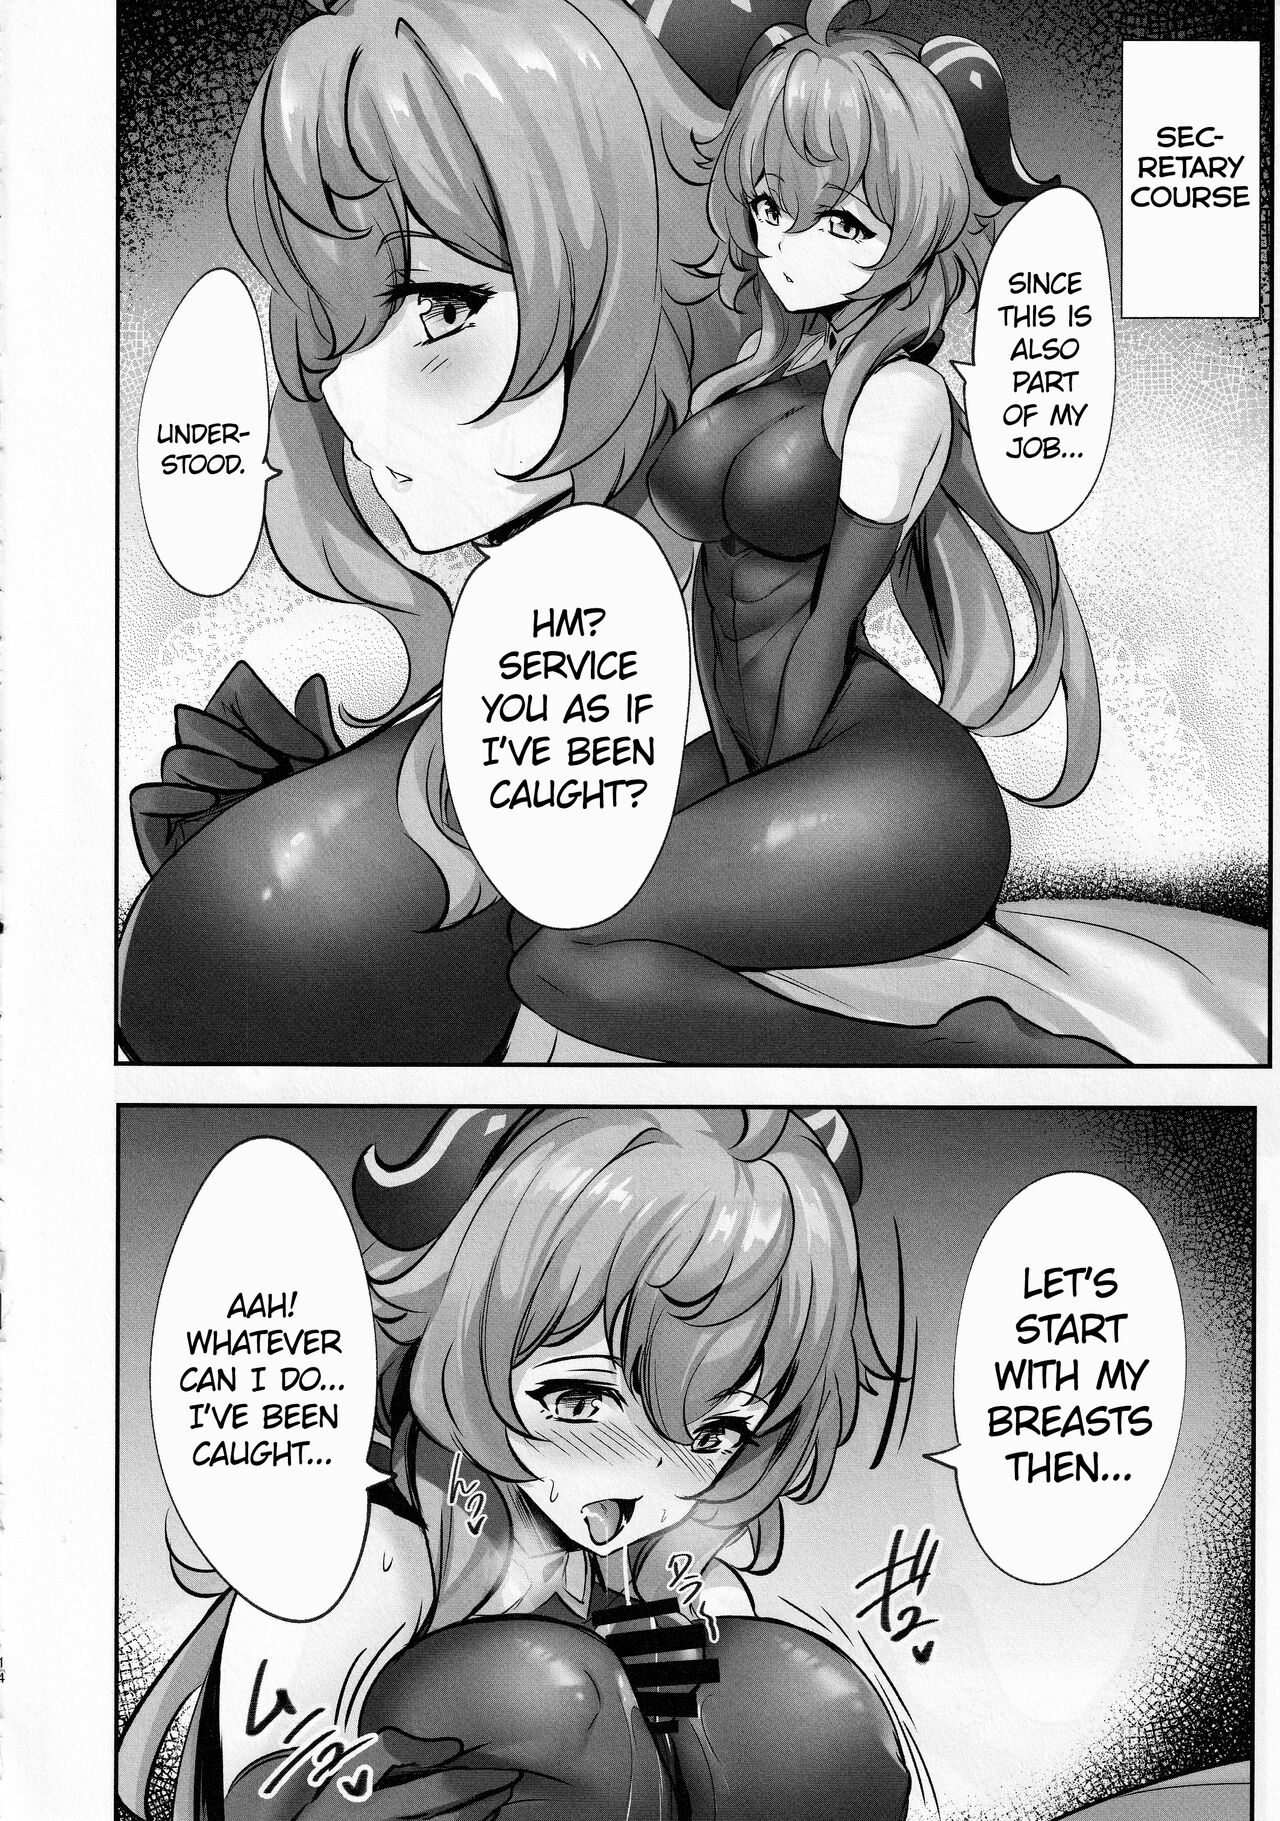 SEC-
RETARY
COURSE
SINCE
THIS IS
ALSO
PART
OF MY
JOB...
HM?
SERVICE
YOU AS IF
I'VE BEEN
CAUGHT?
UNDER-
STOOD.
LET'S
START
WITH MY
BREASTS
THEN...
AAH!
WHATEVER
CAN I DO...
I'VE BEEN
CAUGHT...
14